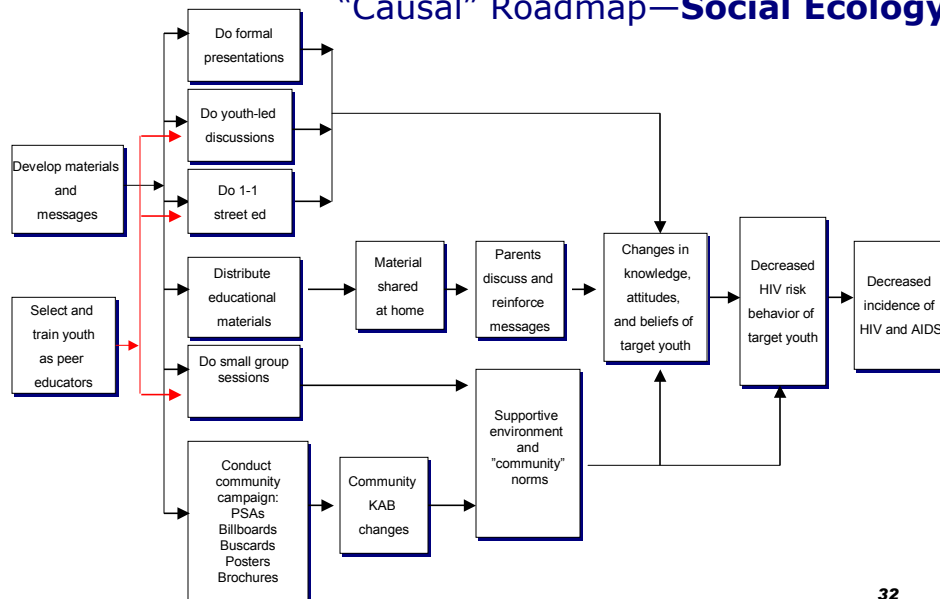 "Causal" Roadmap—Social Ecology
Do formal
presentations
Do youth-led
discussions
Develop materials
and
messages
Do 1-1
street ed
Distribute
educational
materials
Material
shared
at home
Parents
discuss and
reinforce
messages
Changes in
knowledge,
attitudes,
and beliefs of
target youth
Decreased
HIV risk
behavior of
target youth
Decreased
incidence of
HIV and AIDS
Select and
train youth
as peer
educators
Do small group
sessions
Supportive
environment
and
"community"
norms
Conduct
community
campaign:
PSAs
Billboards
Buscards
Posters
Brochures
Community
KAB
changes
32